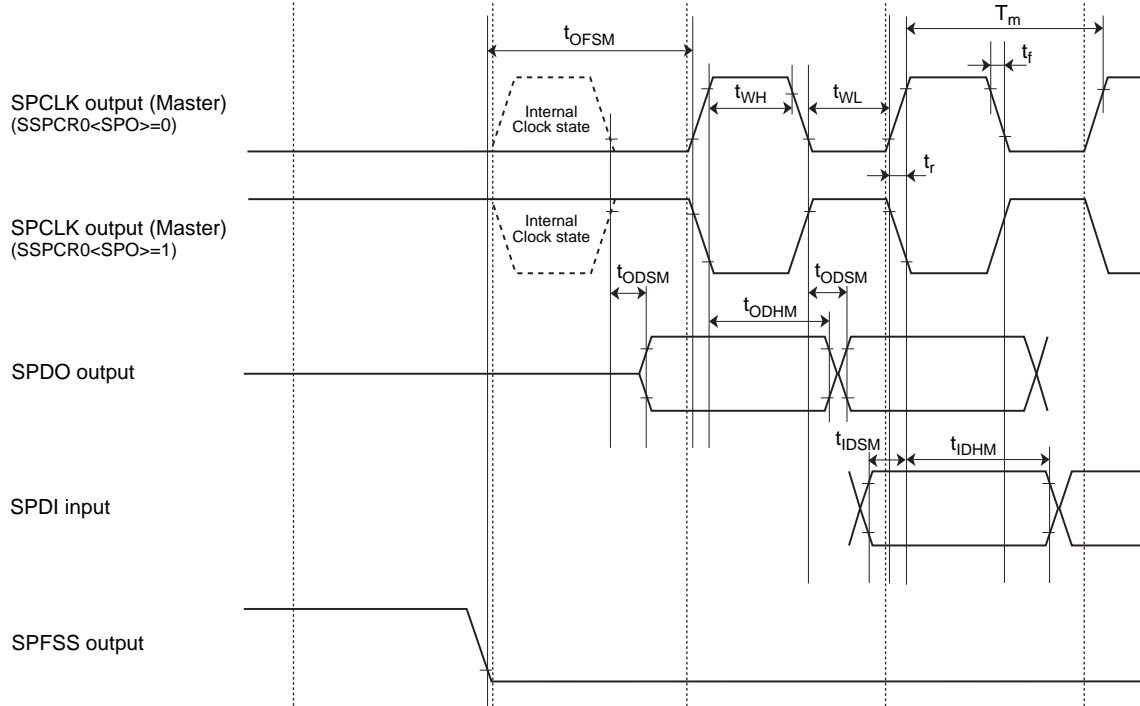 T_m
t_OFSM
t_f
SPCLK output (Master)
(SSPCR0<SPO>=0)
Internal
Clock state
t_WH
t_WL
t_r
SPCLK output (Master)
(SSPCR0<SPO>=1)
Internal
Clock state
t_ODSM
t_ODSM
t_ODHM
SPDO output
t_IDSM
t_IDHM
SPDI input
SPFSS output